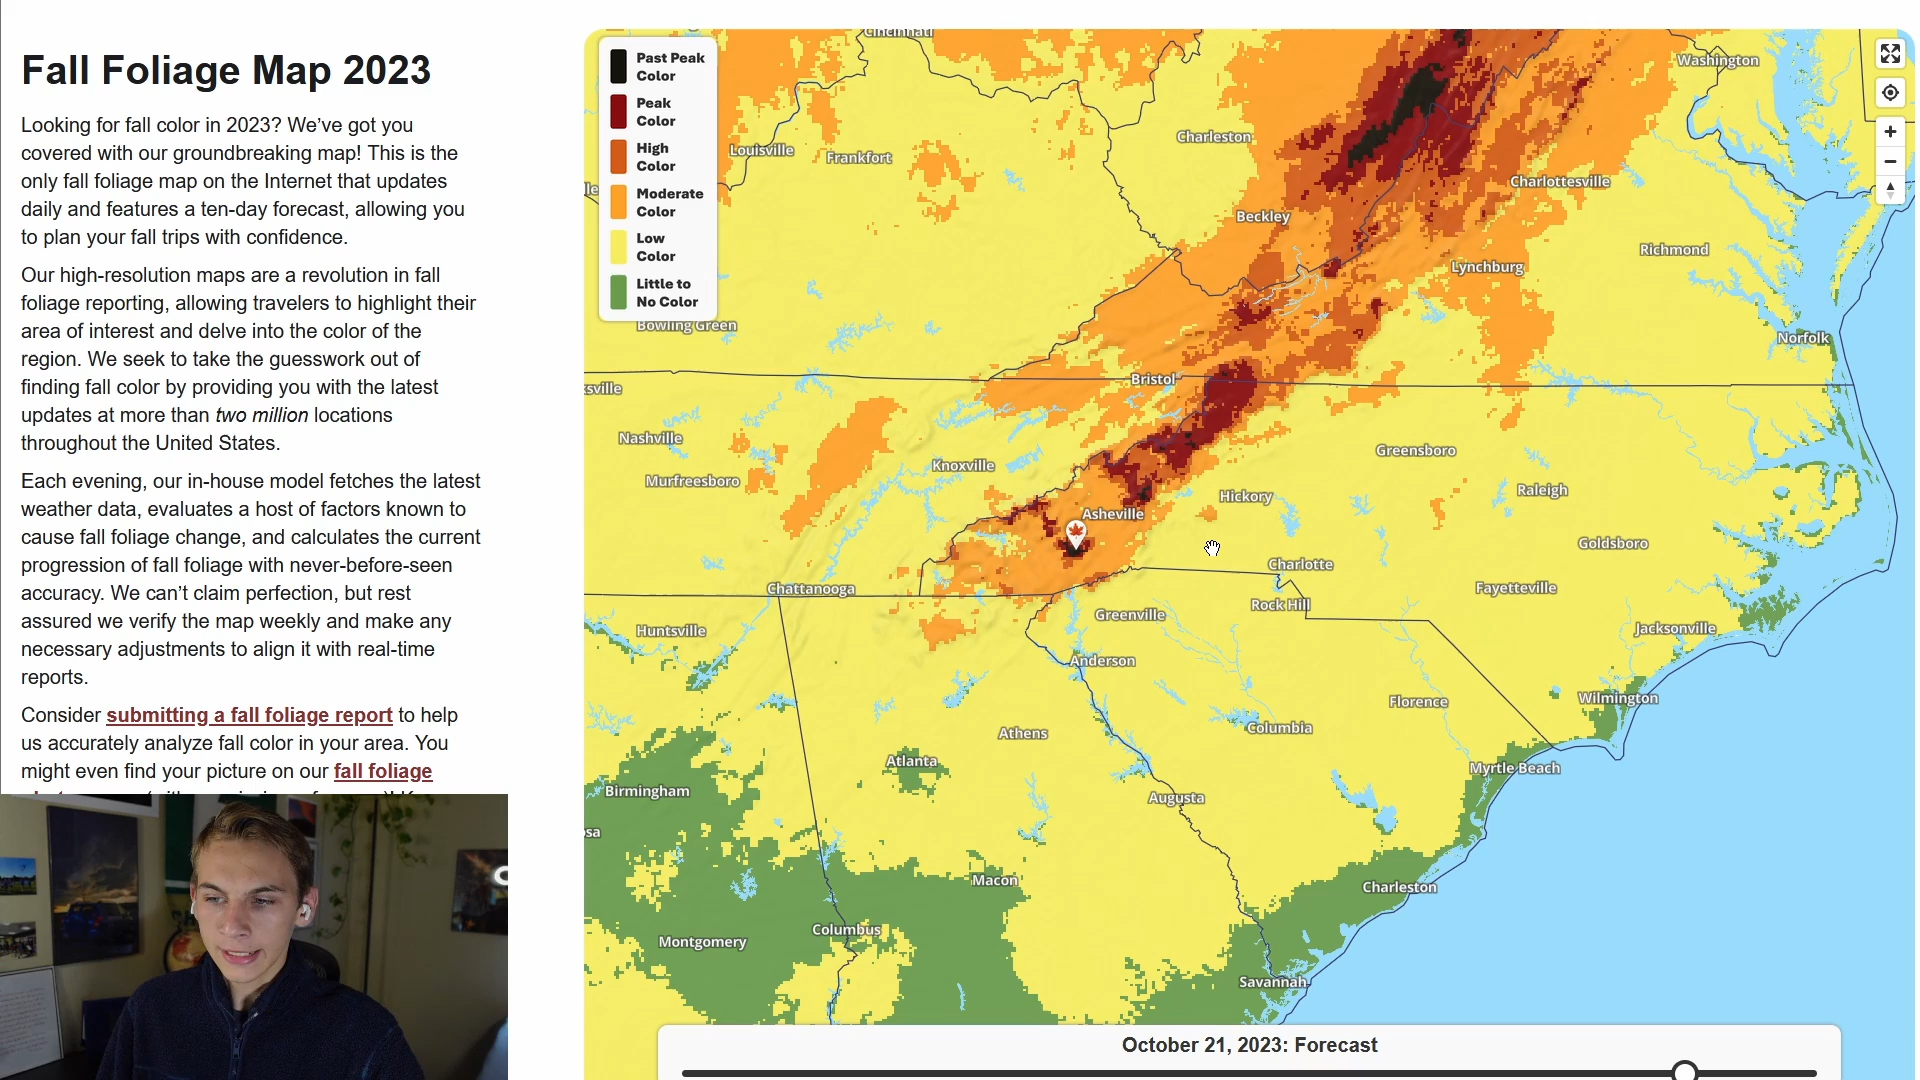 Fall Foliage Map 2023
Looking for fall color in 2023? We've got you
covered with our groundbreaking map! This is the
only fall foliage map on the Internet that updates
daily and features a ten-day forecast, allowing you
to plan your fall trips with confidence.
Our high-resolution maps are a revolution in fall
foliage reporting, allowing travelers to highlight their
area of interest and delve into the color of the
region. We seek to take the guesswork out of
finding fall color by providing you with the latest
updates at more than two million locations
throughout the United States.
Each evening, our in-house model fetches the latest
weather data, evaluates a host of factors known to
cause fall foliage change, and calculates the current
progression of fall foliage with never-before-seen
accuracy. We can't claim perfection, but rest
assured we verify the map weekly and make any
necessary adjustments to align it with real-time
reports.
Consider submitting a fall foliage report to help
us accurately analyze fall color in your area. You
might even find your picture on our fall foliage
Past Peak
Color
Peak
Color
High
Color
Moderate
Color
Low
Color
Little to
No Color
Cincinnati
Washington
Charleston
Louisville
Frankfort
Charlottesville
Beckley
Richmond
Lynchburg
Bowling Green
Norfolk
Bristol
ksville
Nashville
Knoxville
Greensboro
Murfreesboro
Hickory
Raleigh
Asheville
Goldsboro
Charlotte
Chattanooga
Fayetteville
Rock Hill
Greenville
Huntsville
Jacksonville
Anderson
Florence
Wilmington
Athens
Columbia
Atlanta
Myrtle Beach
Birmingham
Augusta
osa
Macon
Charleston
Columbus
Montgomery
Savannah
October 21, 2023: Forecast